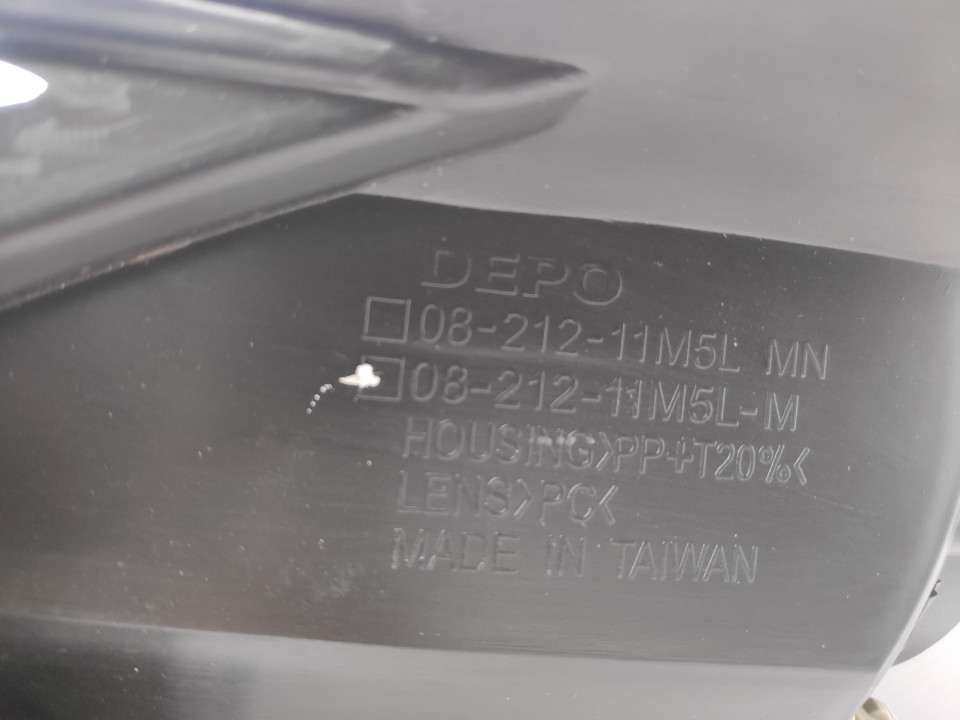 DEPO
□08-212-11M5L MN
□08-212-11M5L-M
HOUSING>PP+T20%<
LENS>PC<
MADE IN TAIWAN